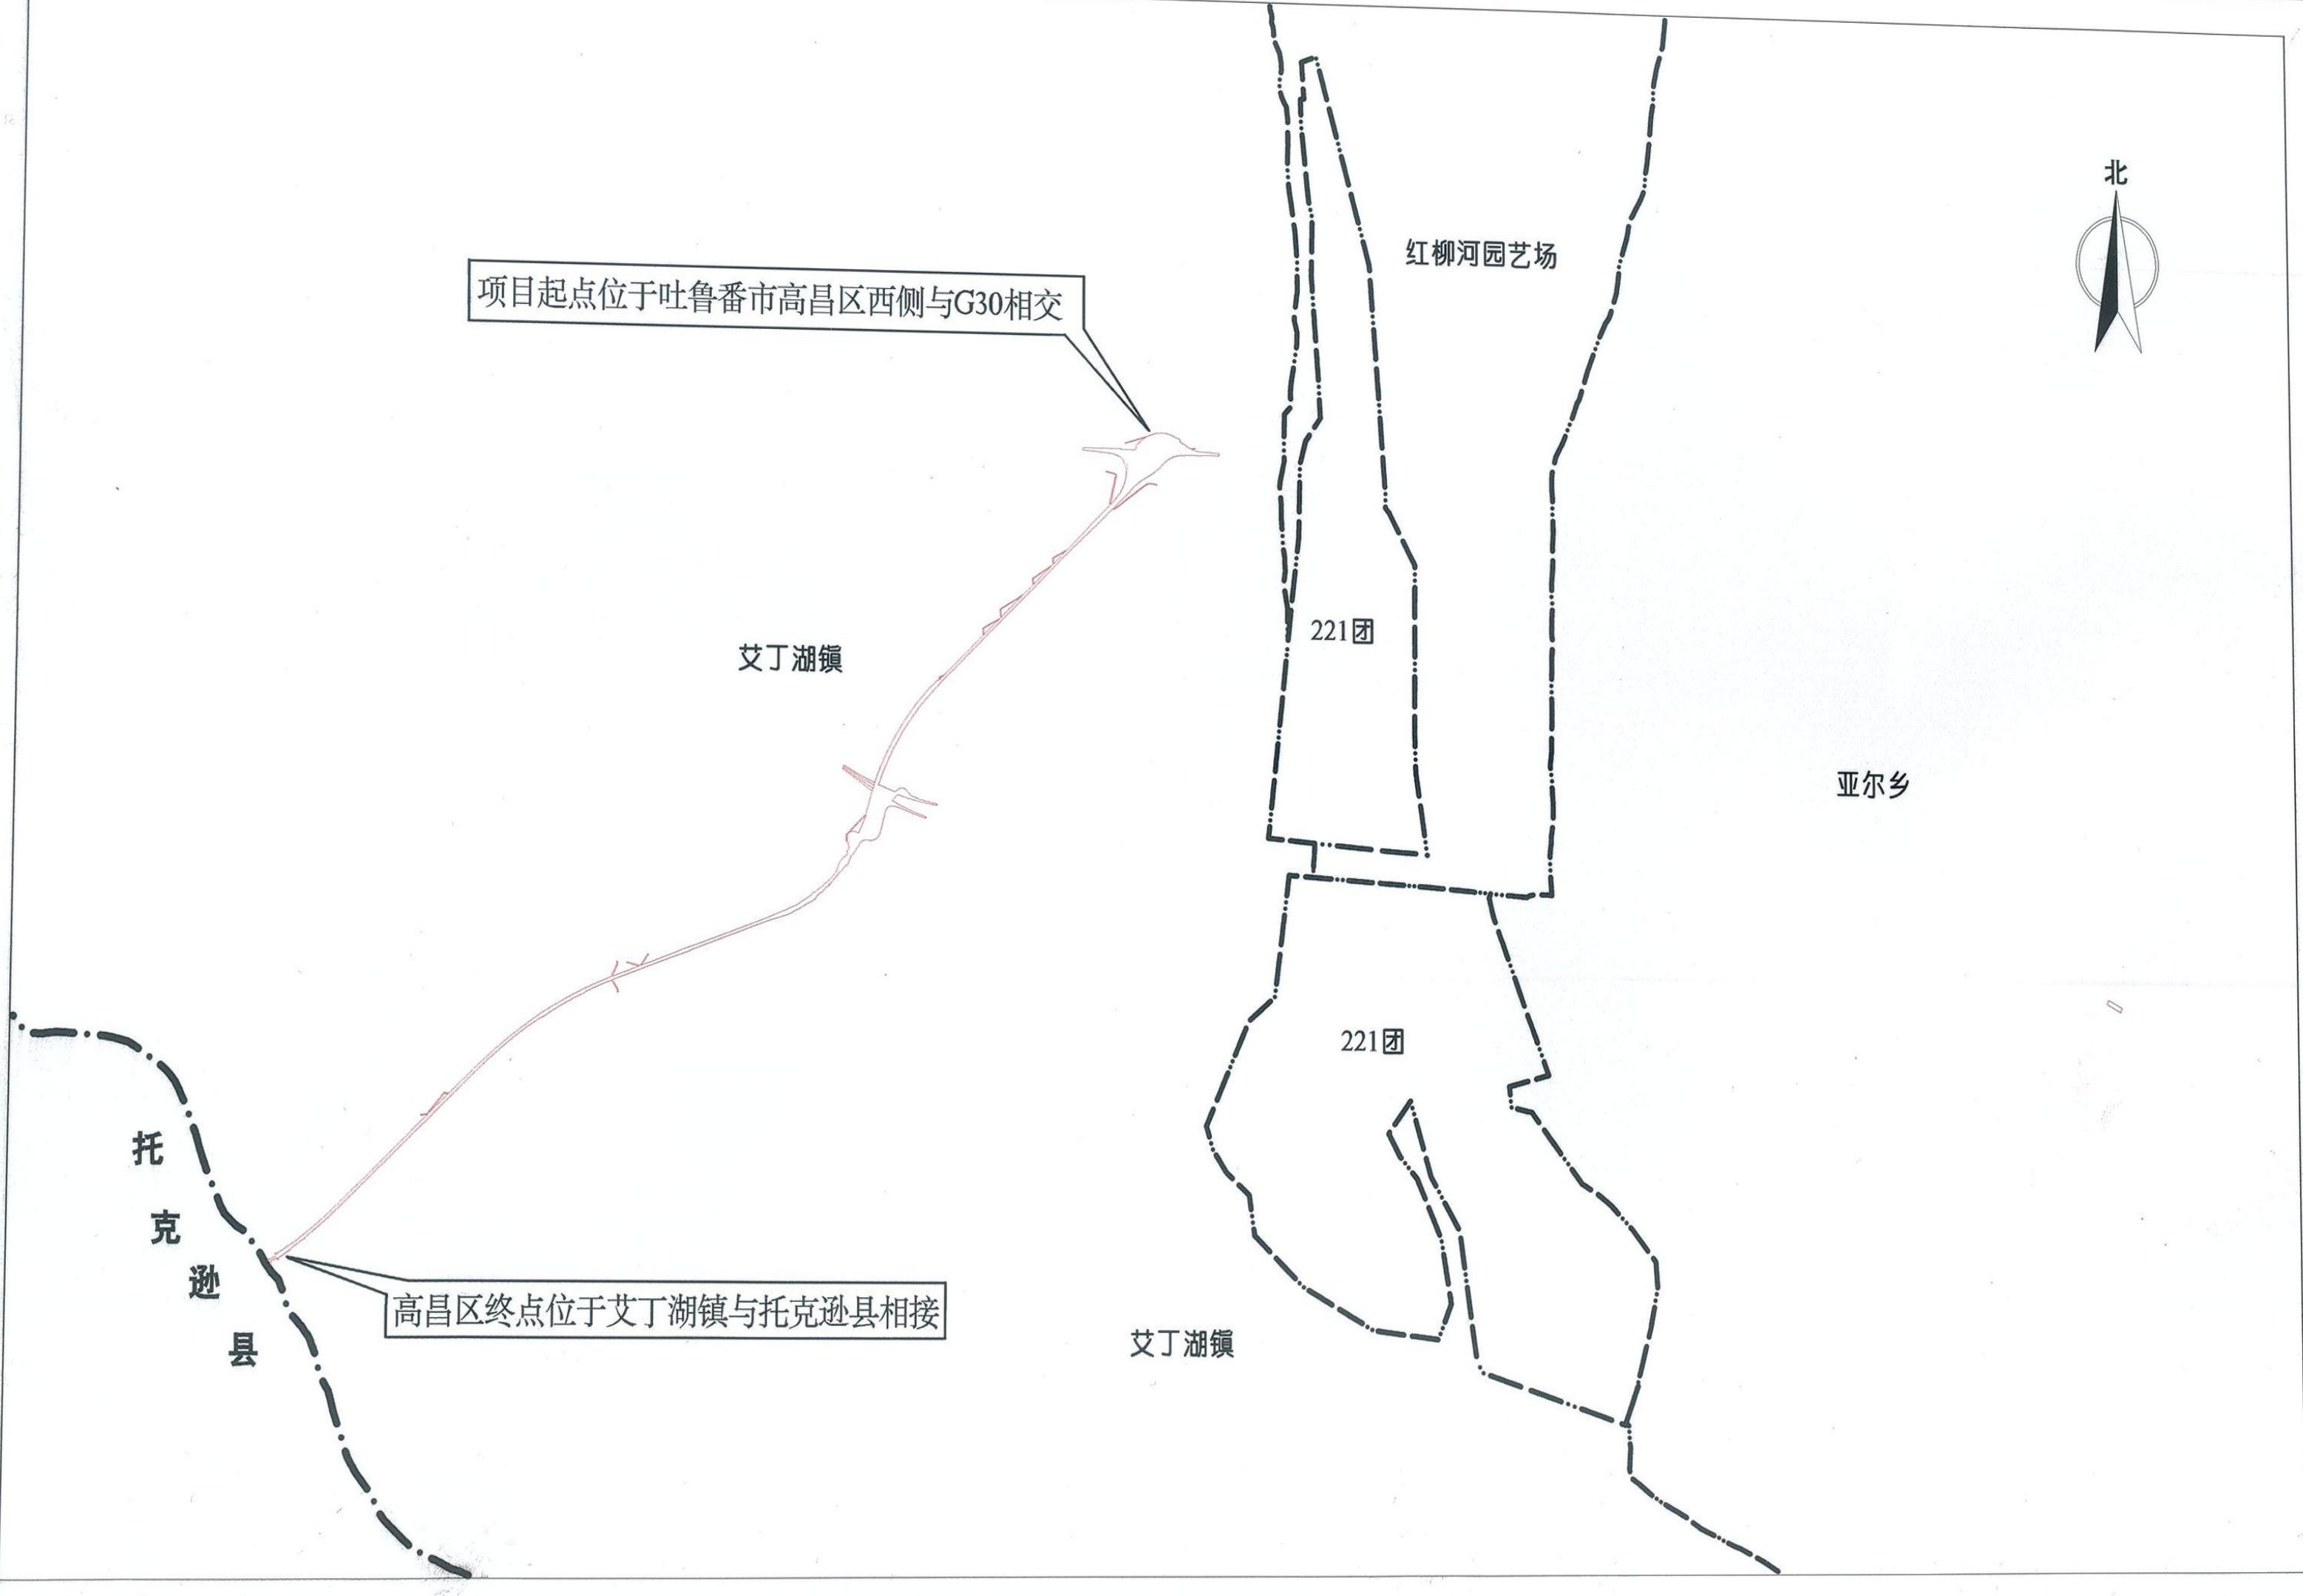 北
红柳河园艺场
项目起点位于吐鲁番市高昌区西侧与G30相交
221团
艾丁湖镇
亚尔乡
221团
托
克
逊
县
高昌区终点位于艾丁湖镇与托克逊县相接
艾丁湖镇